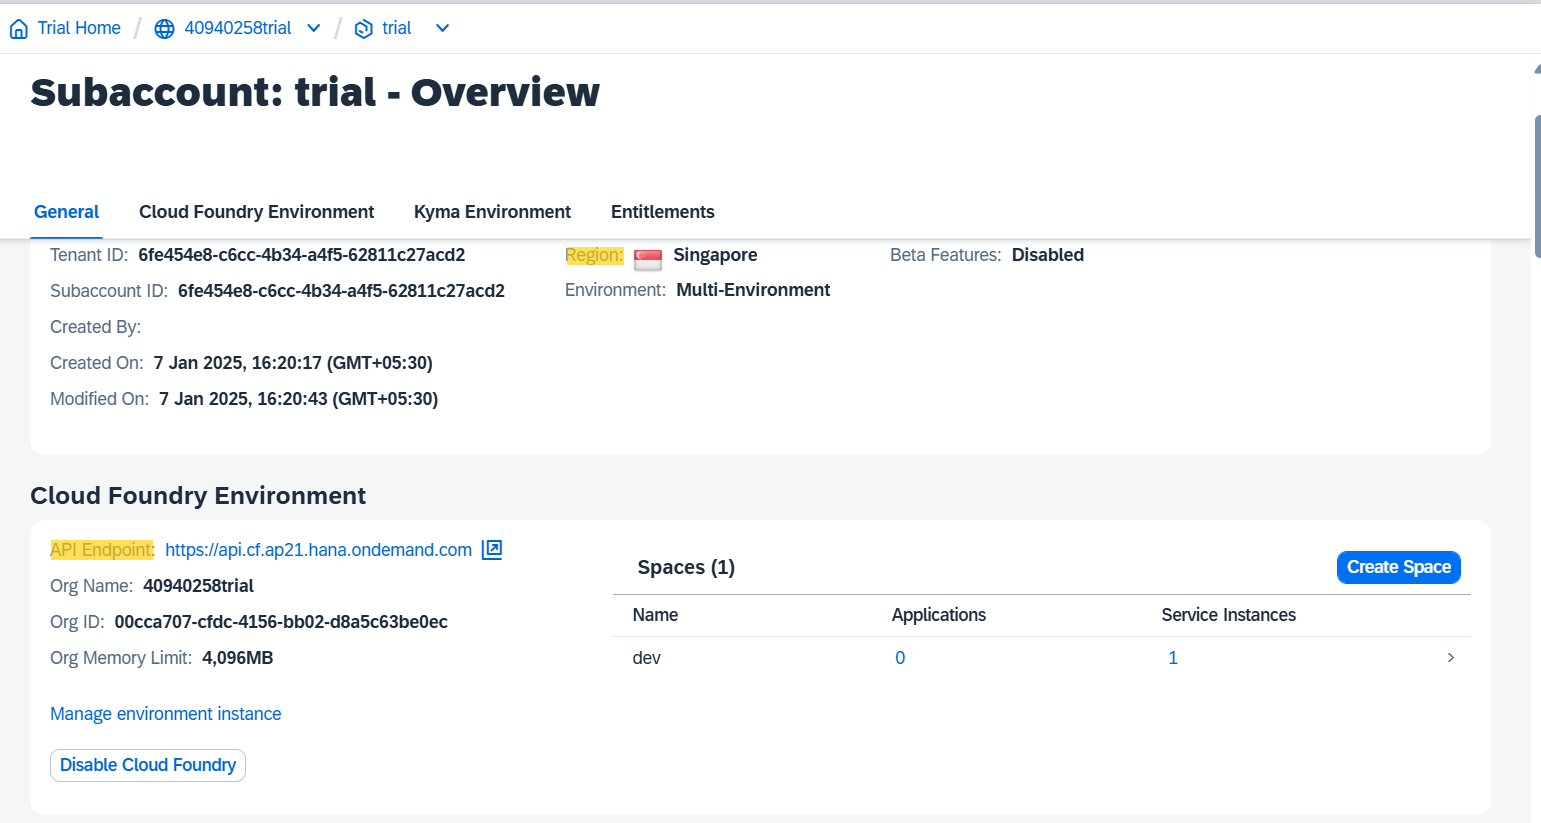 Trial Home / 40940258trial / trial
Subaccount: trial - Overview
General Cloud Foundry Environment Kyma Environment Entitlements
Tenant ID: 6fe454e8-c6cc-4b34-a4f5-62811c27acd2 Region: Singapore Beta Features: Disabled
Subaccount ID: 6fe454e8-c6cc-4b34-a4f5-62811c27acd2 Environment: Multi-Environment
Created By:
Created On: 7 Jan 2025, 16:20:17 (GMT+05:30)
Modified On: 7 Jan 2025, 16:20:43 (GMT+05:30)
Cloud Foundry Environment
API Endpoint: https://api.cf.ap21.hana.ondemand.com
Org Name: 40940258trial
Org ID: 00cca707-cfdc-4156-bb02-d8a5c63be0ec
Org Memory Limit: 4,096MB
Manage environment instance
Disable Cloud Foundry
Spaces (1) Create Space
Name Applications Service Instances
dev 0 1